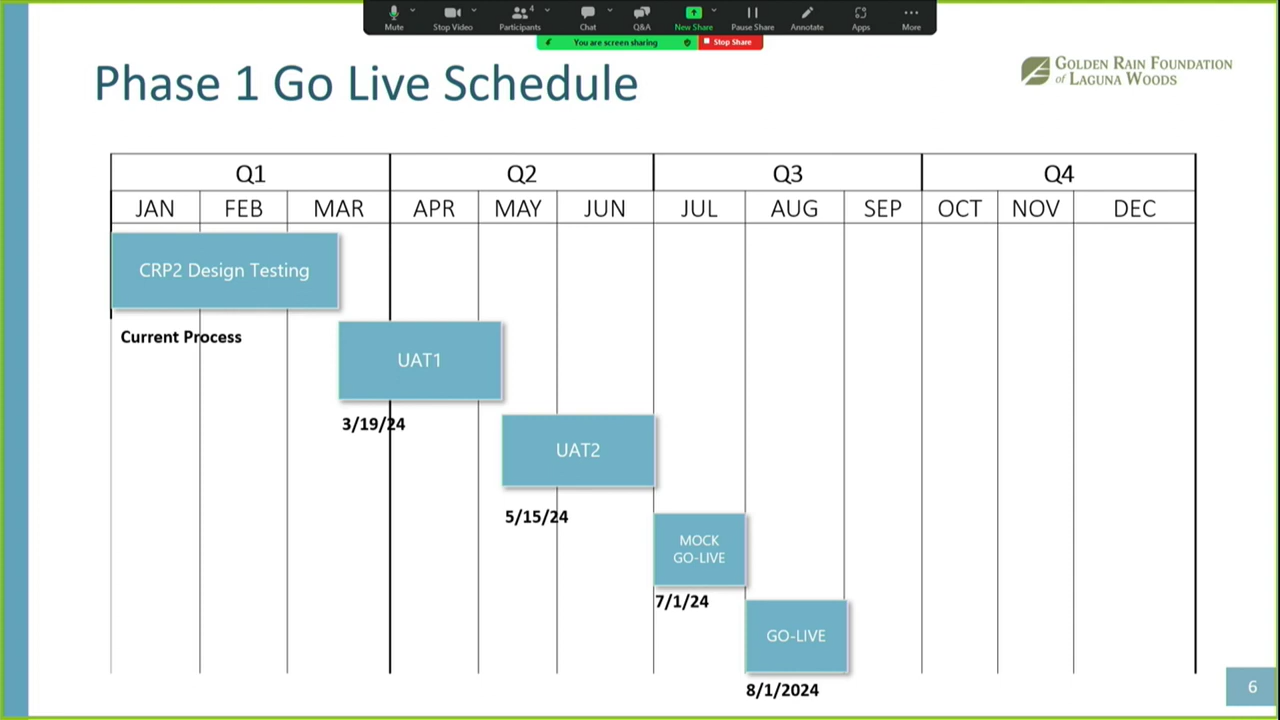 Mute
Stop Video
4
Participants
Chat
Q&A
New Share
Pause Share
Annotate
Apps
More
You are screen sharing
Stop Share
Phase 1 Go Live Schedule
GOLDEN RAIN FOUNDATION
of LAGUNA WOODS
Q1 Q2 Q3 Q4
JAN FEB MAR APR MAY JUN JUL AUG SEP OCT NOV DEC
CRP2 Design Testing
Current Process
UAT1
3/19/24
UAT2
5/15/24
MOCK
GO-LIVE
7/1/24
GO-LIVE
8/1/2024
6